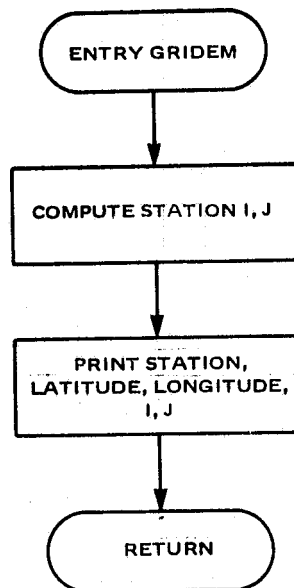 ENTRY GRIDEM
COMPUTE STATION I, J
PRINT STATION,
LATITUDE, LONGITUDE,
I, J
RETURN